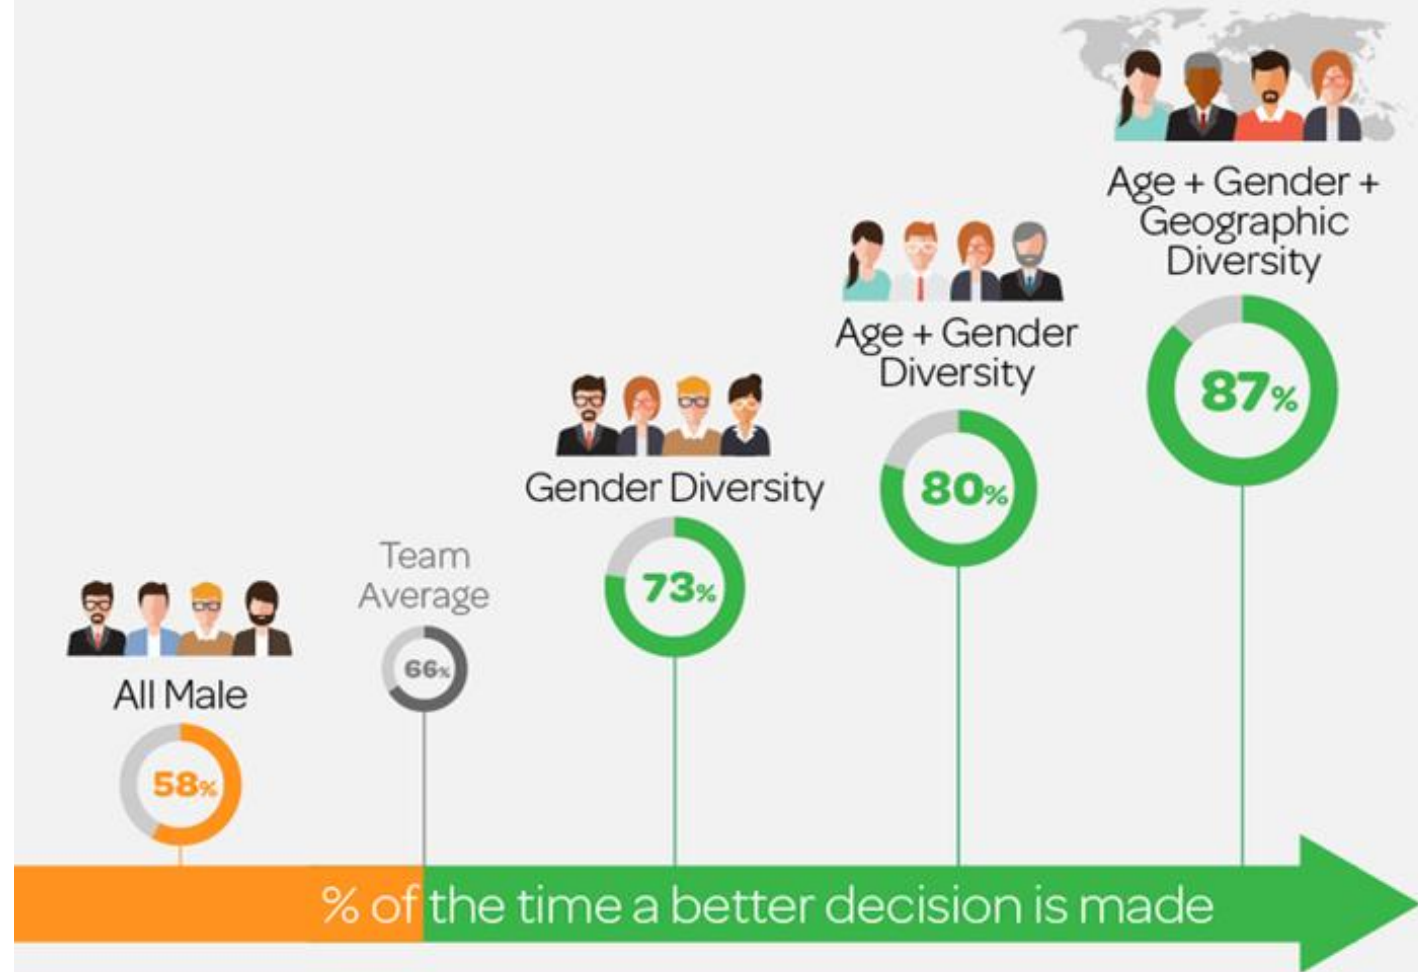 All Male
58%
Team
Average
66%
Gender Diversity
73%
Age + Gender
Diversity
80%
Age + Gender +
Geographic
Diversity
87%
% of the time a better decision is made